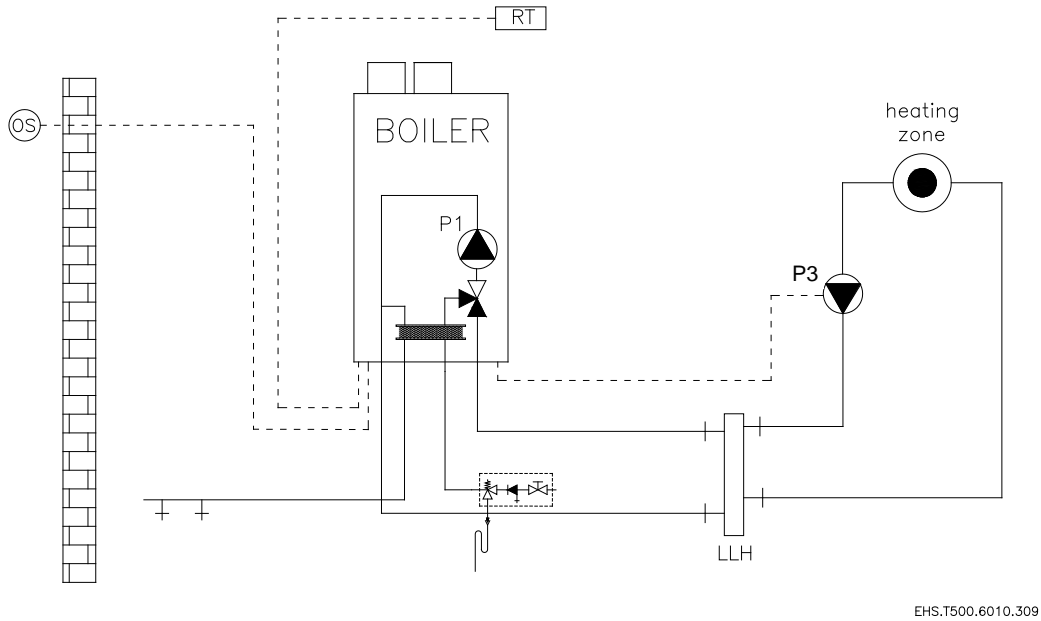 RT
OS
BOILER
heating
zone
P1
P3
LLH
EHS.T500.6010.309